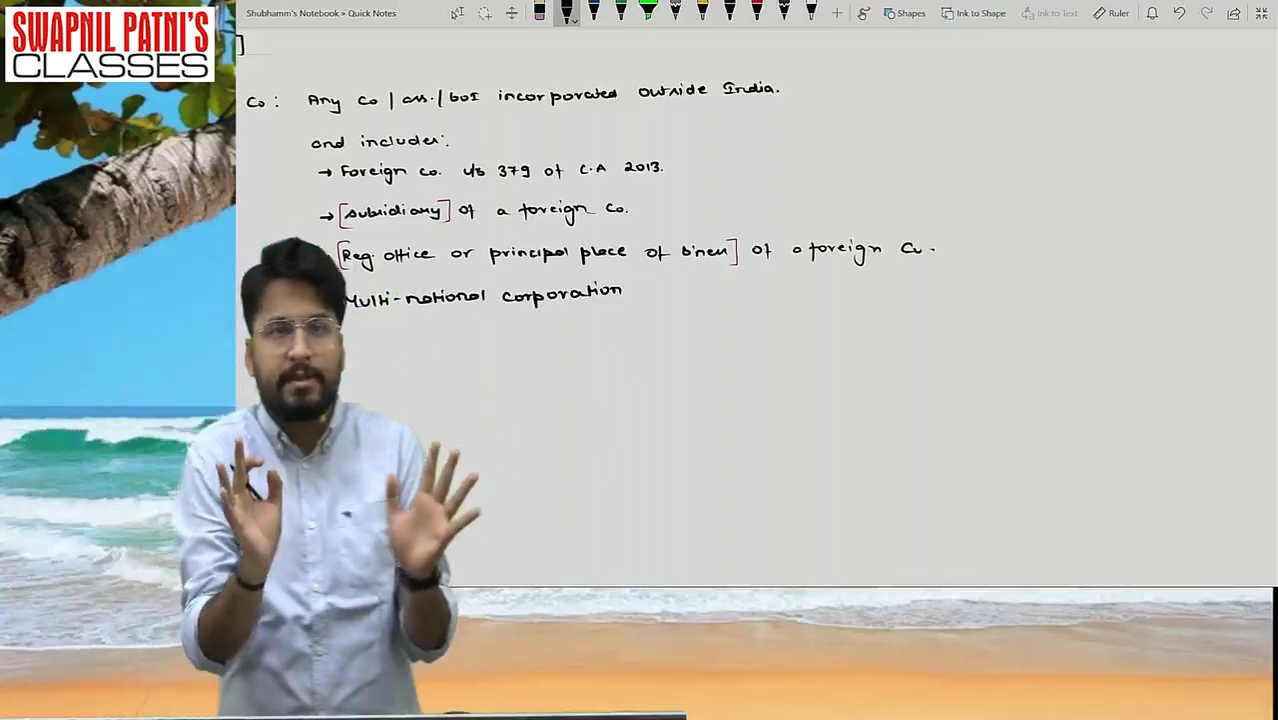 SWAPNIL PATNI'S
CLASSES
Shubhamm's Notebook » Quick Notes
Shapes
Ink to Shape
Ink to Text
Ruler
]
Co: Any co / ass. / boI incorporated outside India.
and includes:
→ Foreign co. u/s 379 of C.A 2013.
→ [subsidiary] of a foreign co.
[Reg. office or principal place of b'ness] of a foreign co.
Multi-national corporation